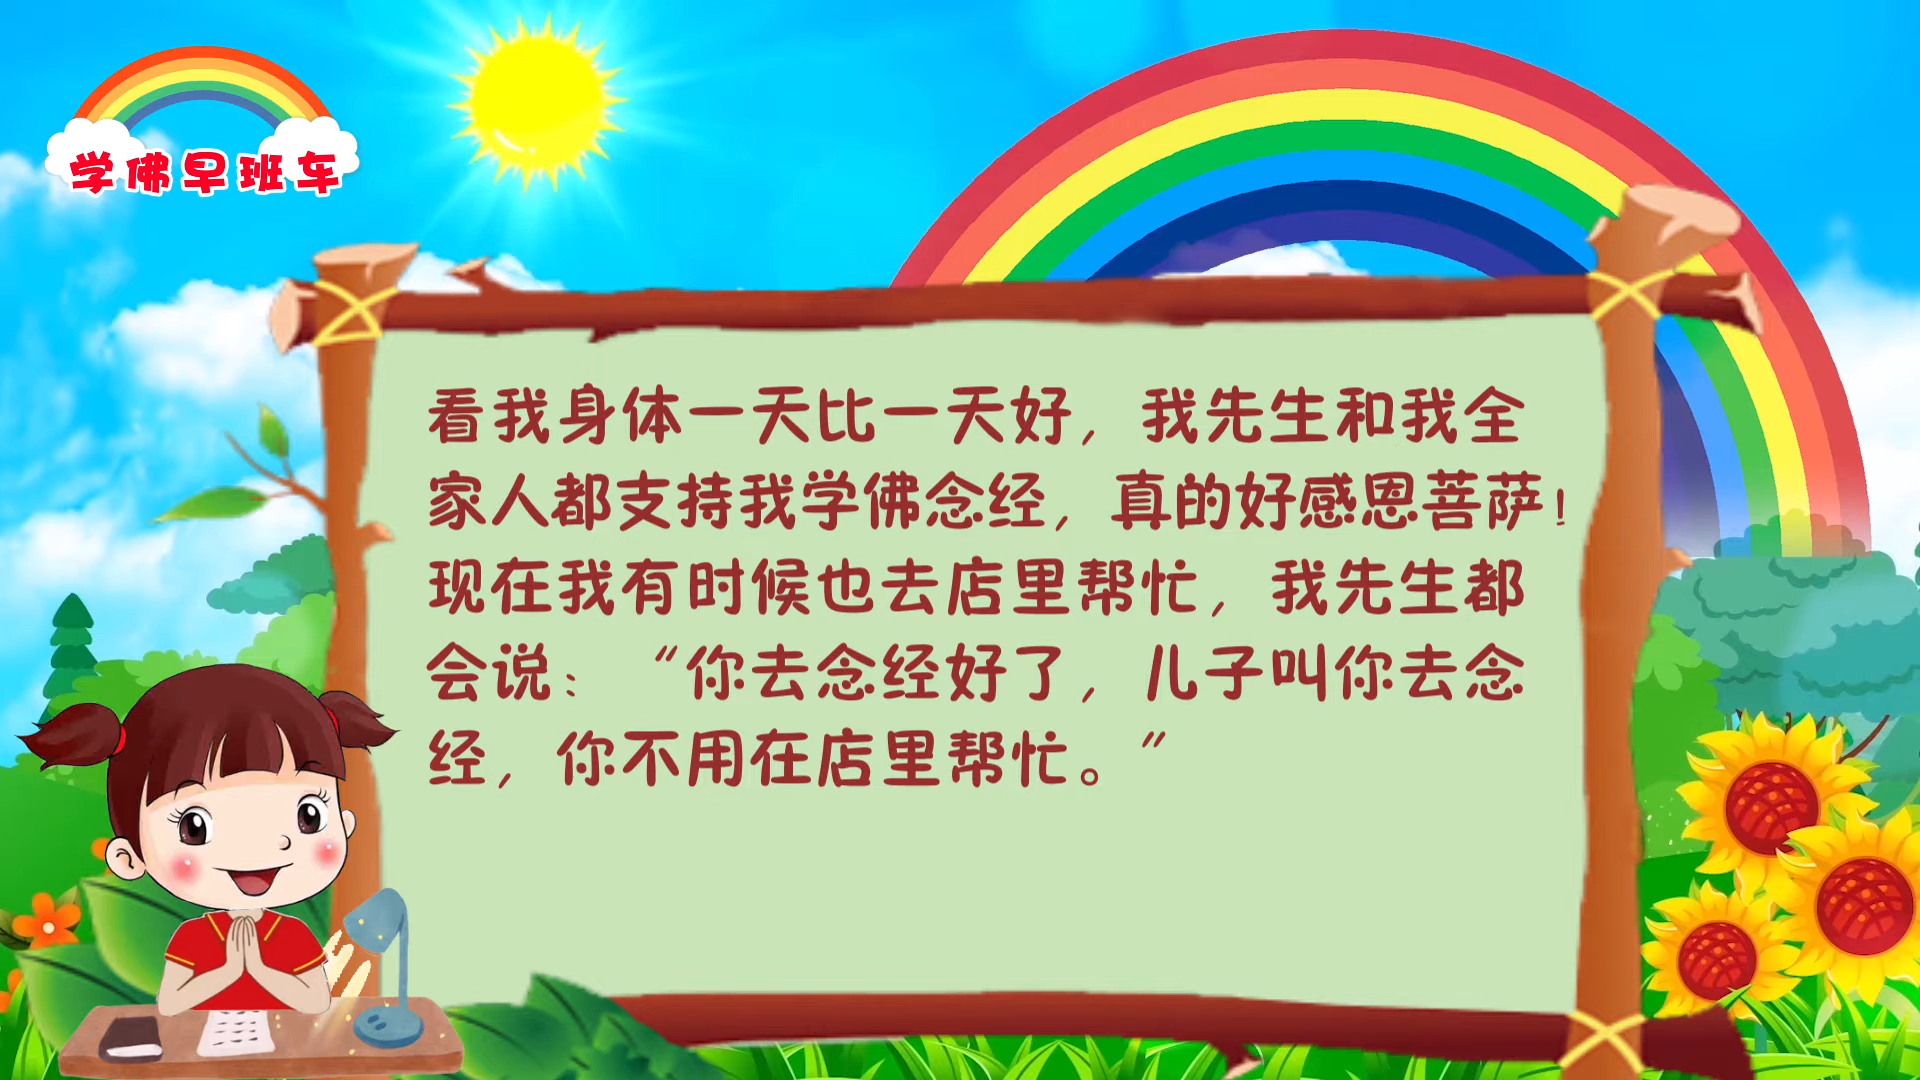 学佛早班车
看我身体一天比一天好，我先生和我全
家人都支持我学佛念经，真的好感恩菩萨！
现在我有时候也去店里帮忙，我先生都
会说：“你去念经好了，儿子叫你去念
经，你不用在店里帮忙。”